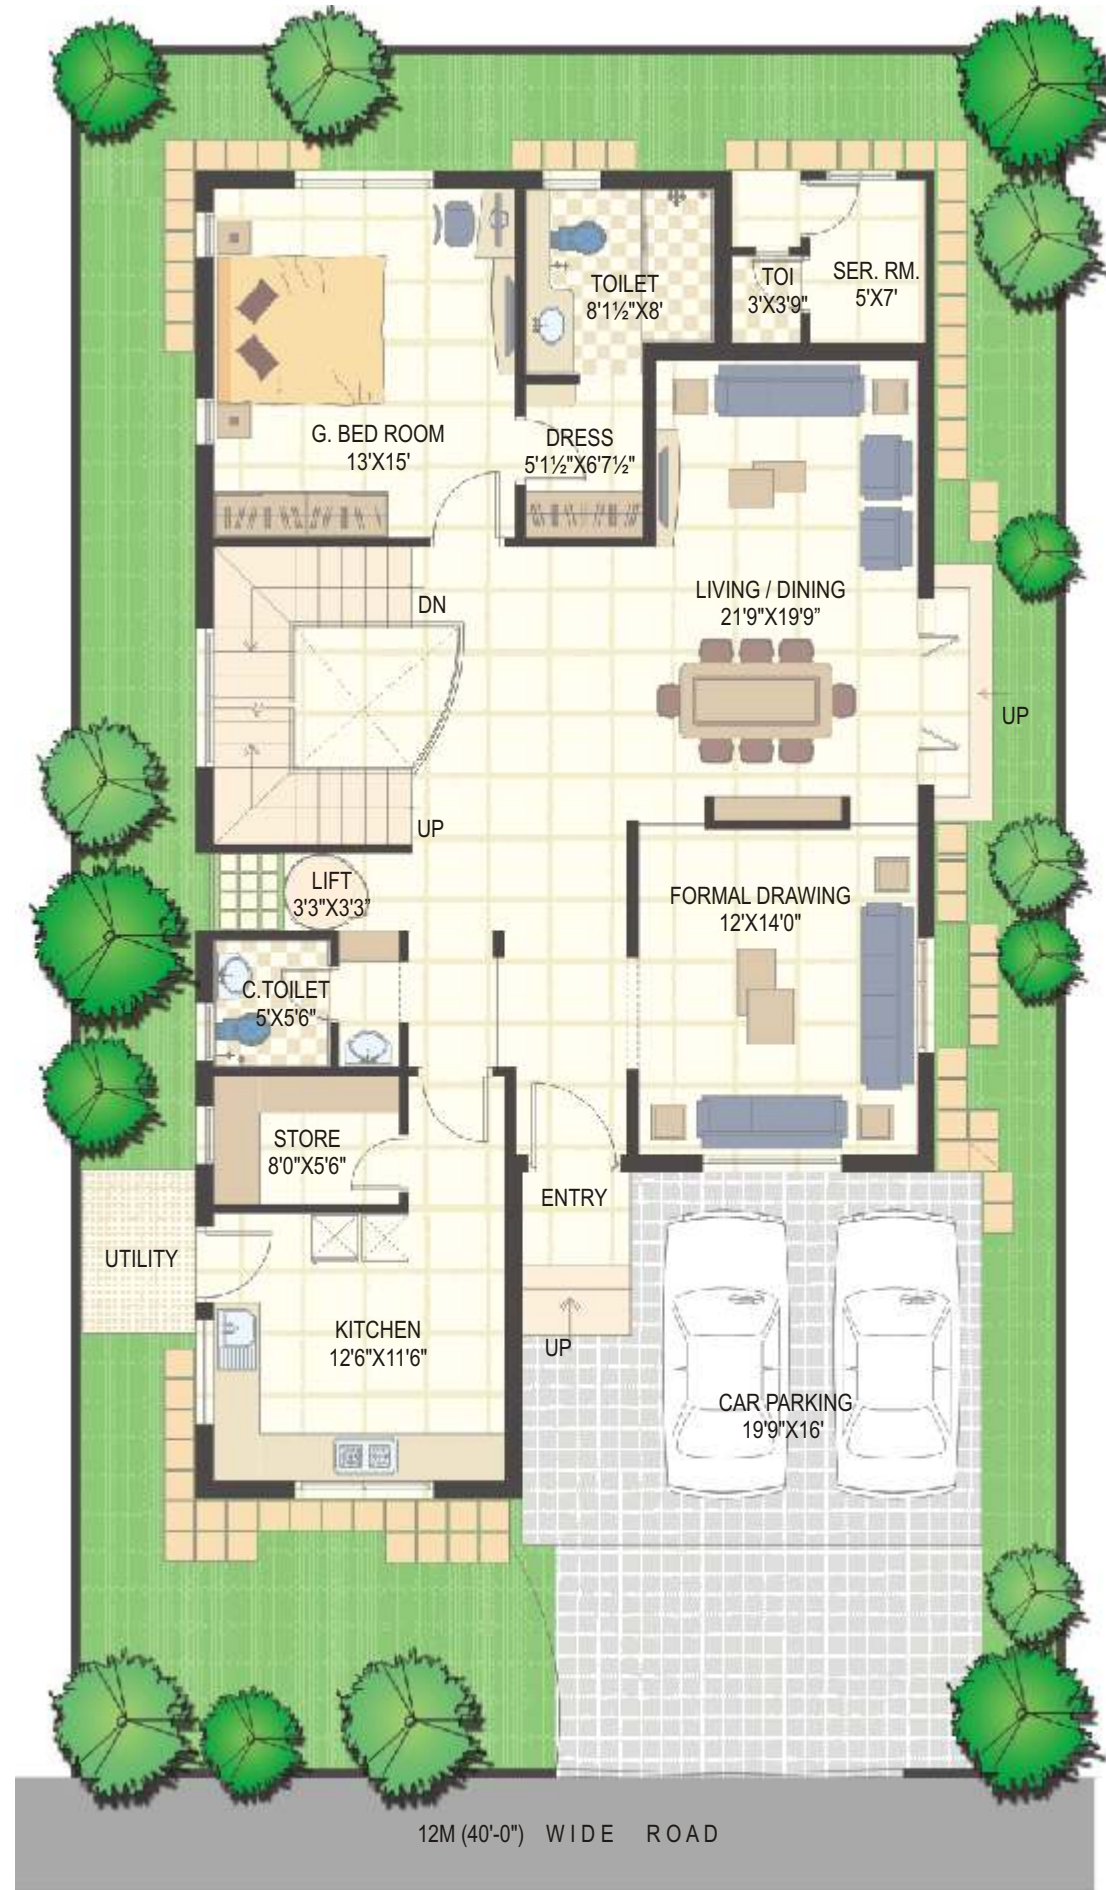 TOILET
8'1½"X8'
TOI
3'X3'9"
SER. RM.
5'X7'
G. BED ROOM
13'X15'
DRESS
5'1½"X6'7½"
LIVING / DINING
21'9"X19'9”
DN
UP
UP
LIFT
3'3"X3'3”
FORMAL DRAWING
12'X14'0"
C.TOILET
5'X5'6"
STORE
8'0"X5'6"
ENTRY
UTILITY
KITCHEN
12'6"X11'6"
UP
CAR PARKING
19'9"X16'
12M (40'-0") WIDE ROAD